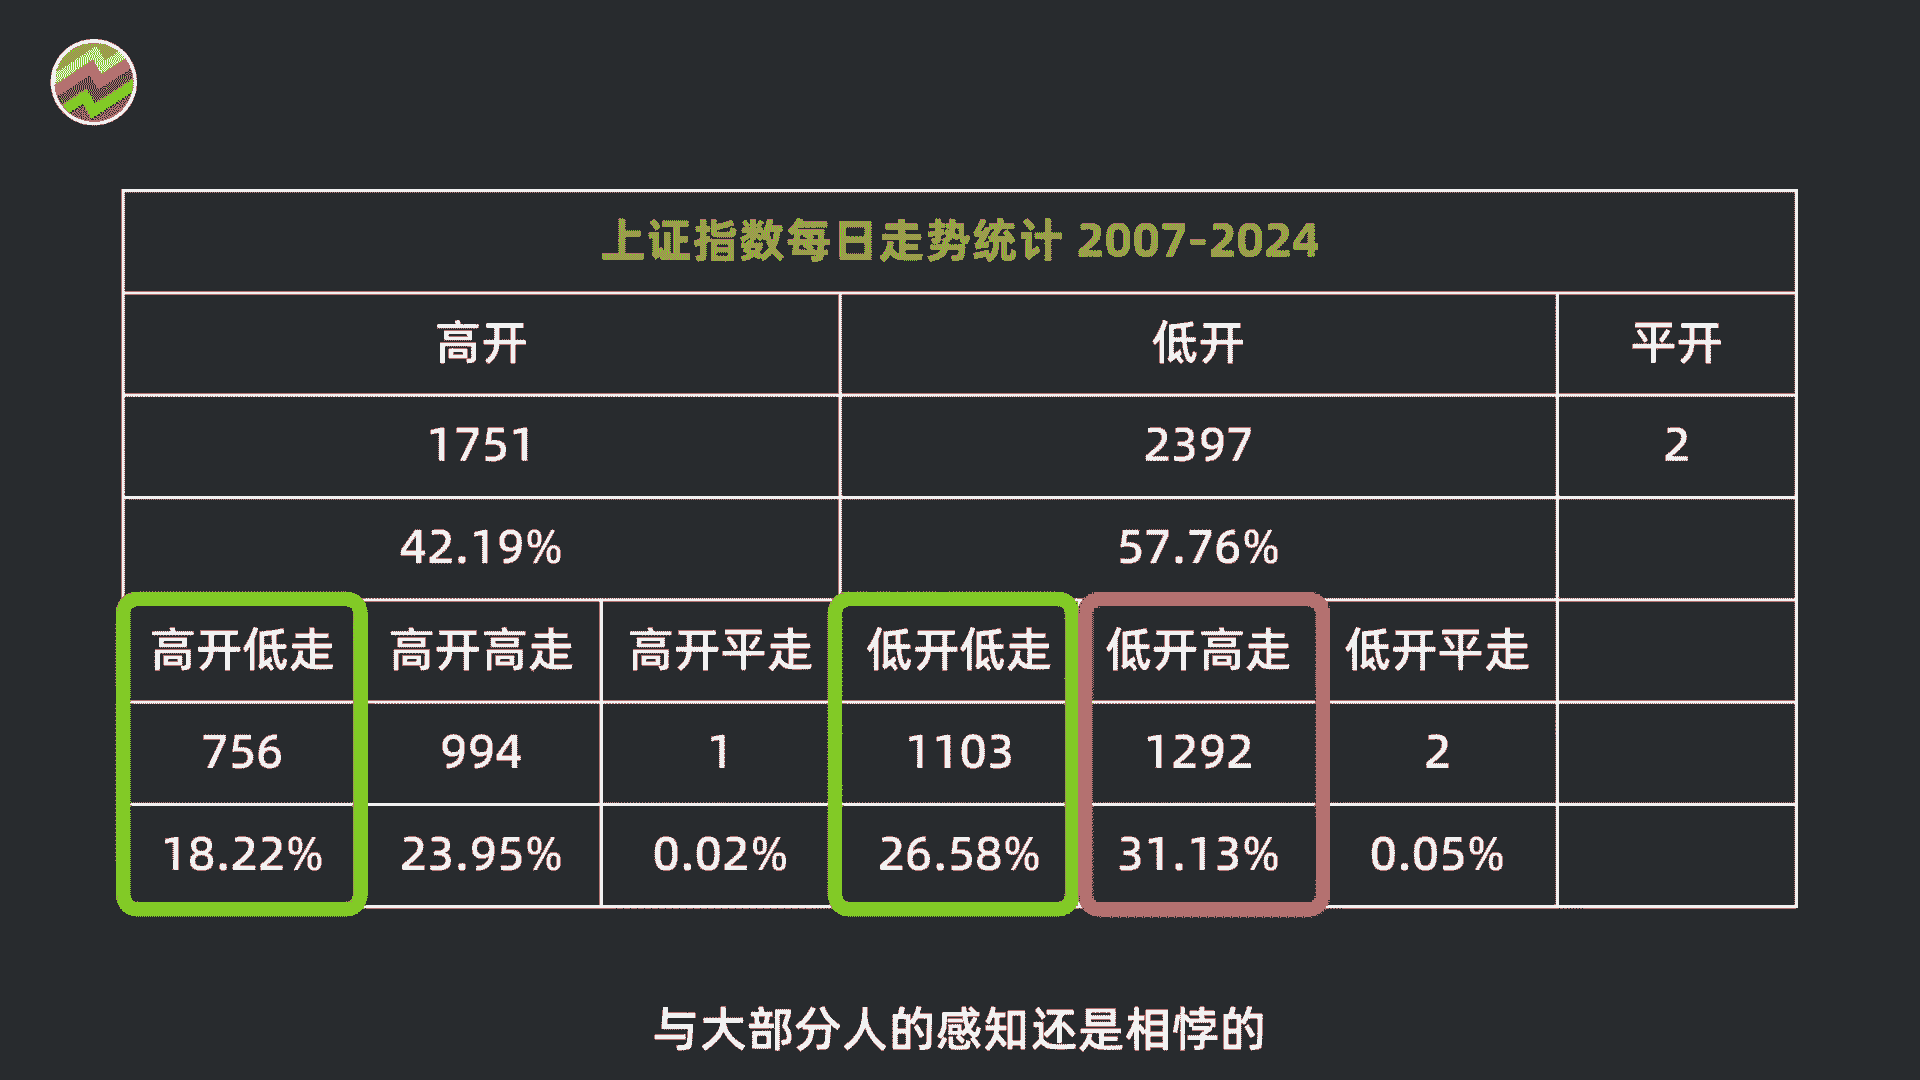 上证指数每日走势统计 2007-2024
高开 低开 平开
1751 2397 2
42.19% 57.76%
高开低走 高开高走 高开平走 低开低走 低开高走 低开平走
756 994 1 1103 1292 2
18.22% 23.95% 0.02% 26.58% 31.13% 0.05%
与大部分人的感知还是相悖的